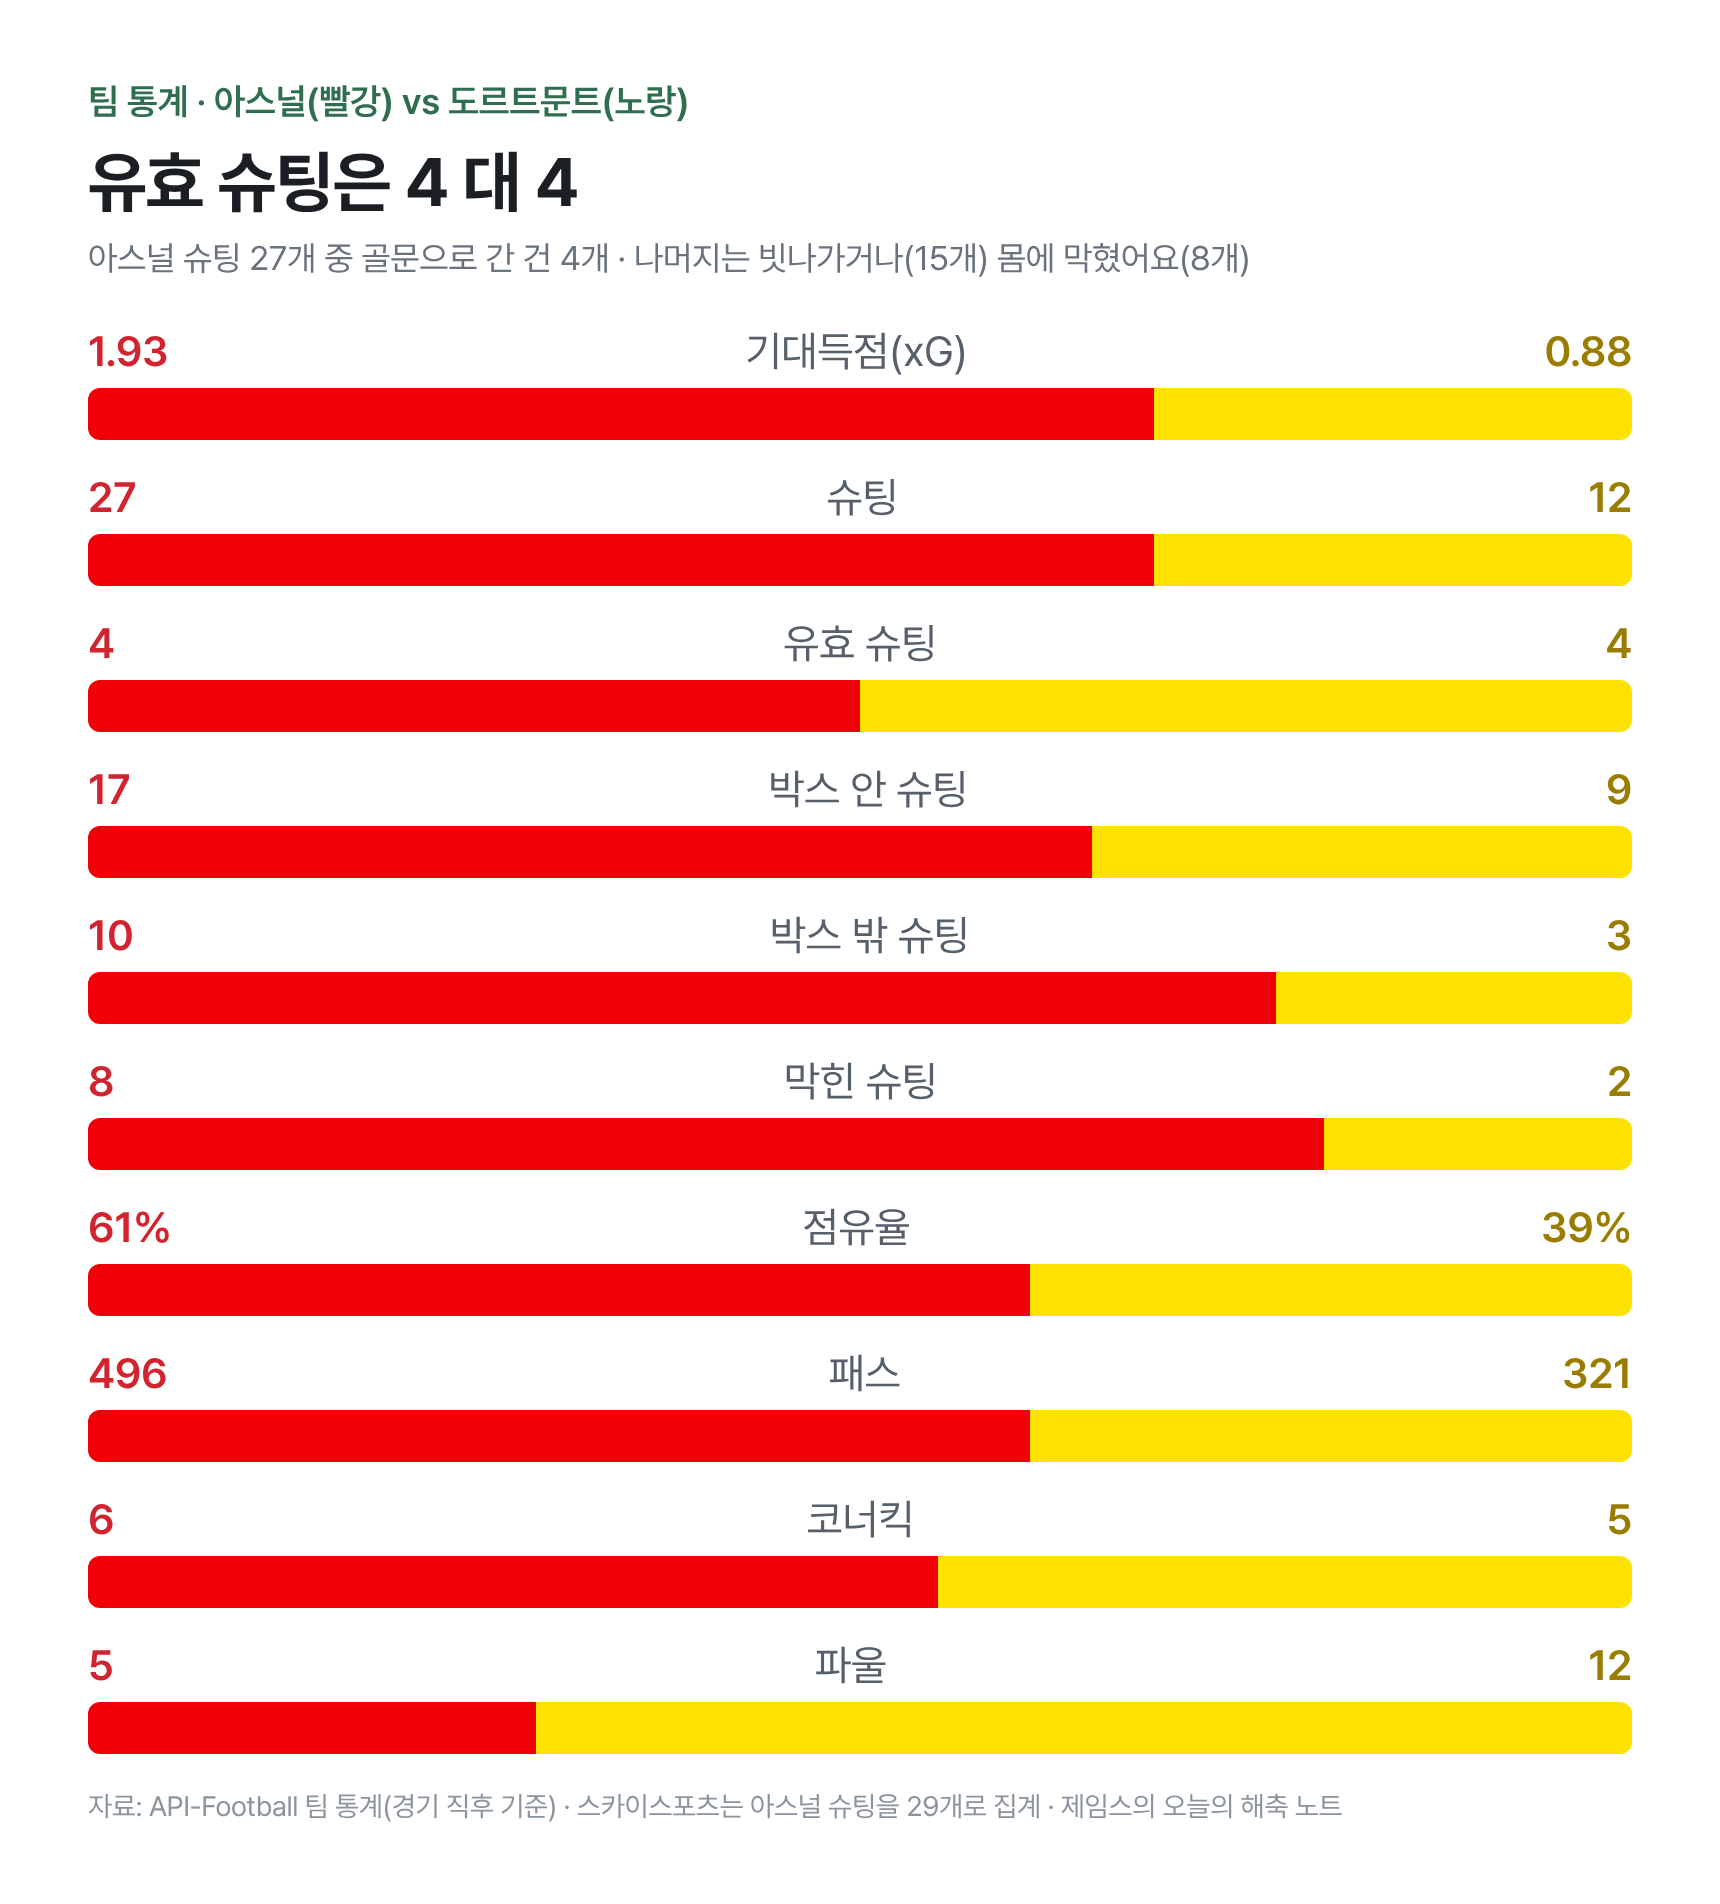 팀 통계 · 아스널(빨강) vs 도르트문트(노랑)
유효 슈팅은 4 대 4
아스널 슈팅 27개 중 골문으로 간 건 4개 · 나머지는 빗나가거나(15개) 몸에 막혔어요(8개)
1.93 기대득점(xG) 0.88
27 슈팅 12
4 유효 슈팅 4
17 박스 안 슈팅 9
10 박스 밖 슈팅 3
8 막힌 슈팅 2
61% 점유율 39%
496 패스 321
6 코너킥 5
5 파울 12
자료: API-Football 팀 통계(경기 직후 기준) · 스카이스포츠는 아스널 슈팅을 29개로 집계 · 제임스의 오늘의 해축 노트